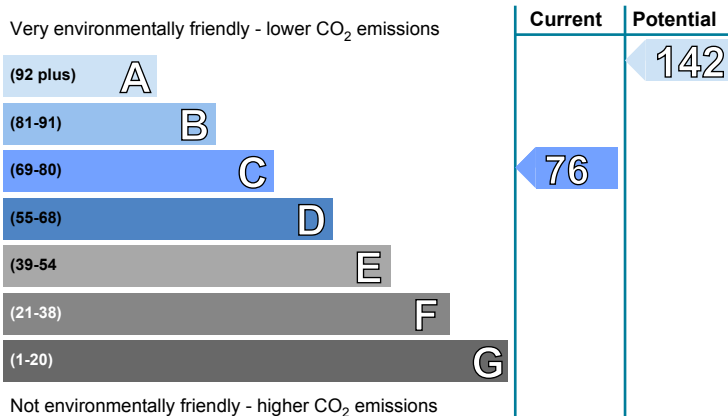 Very environmentally friendly - lower CO2 emissions
Current
Potential
(92 plus) A
142
(81-91) B
(69-80) C
76
(55-68) D
(39-54 E
(21-38) F
(1-20) G
Not environmentally friendly - higher CO2 emissions